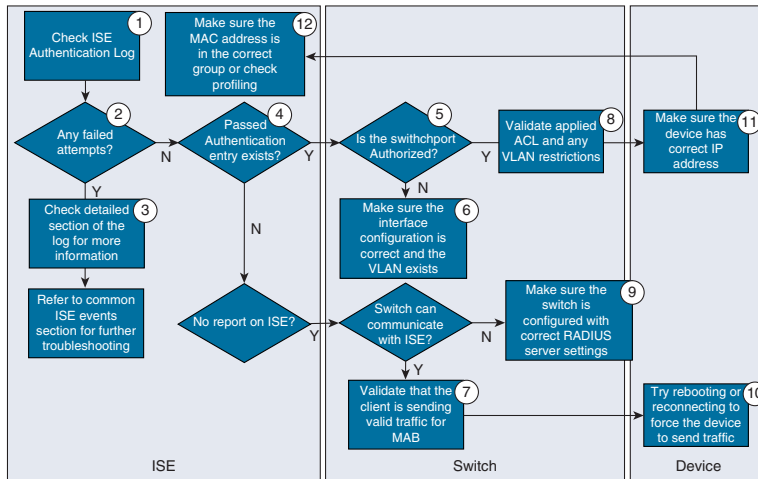 1
Check ISE
Authentication Log
12
Make sure the
MAC address is
in the correct
group or check
profiling
2
Any failed
attempts?
N
Y
4
Passed
Authentication
entry exists?
Y
N
5
Is the switchport
Authorized?
Y
N
8
Validate applied
ACL and any
VLAN restrictions
11
Make sure the
device has
correct IP
address
3
Check detailed
section of the
log for more
information
6
Make sure the
interface
configuration is
correct and the
VLAN exists
Refer to common
ISE events
section for further
troubleshooting
No report on ISE?
Y
Switch can
communicate
with ISE?
N
Y
9
Make sure the
switch is
configured with
correct RADIUS
server settings
7
Validate that the
client is sending
valid traffic for
MAB
10
Try rebooting or
reconnecting to
force the device
to send traffic
ISE
Switch
Device